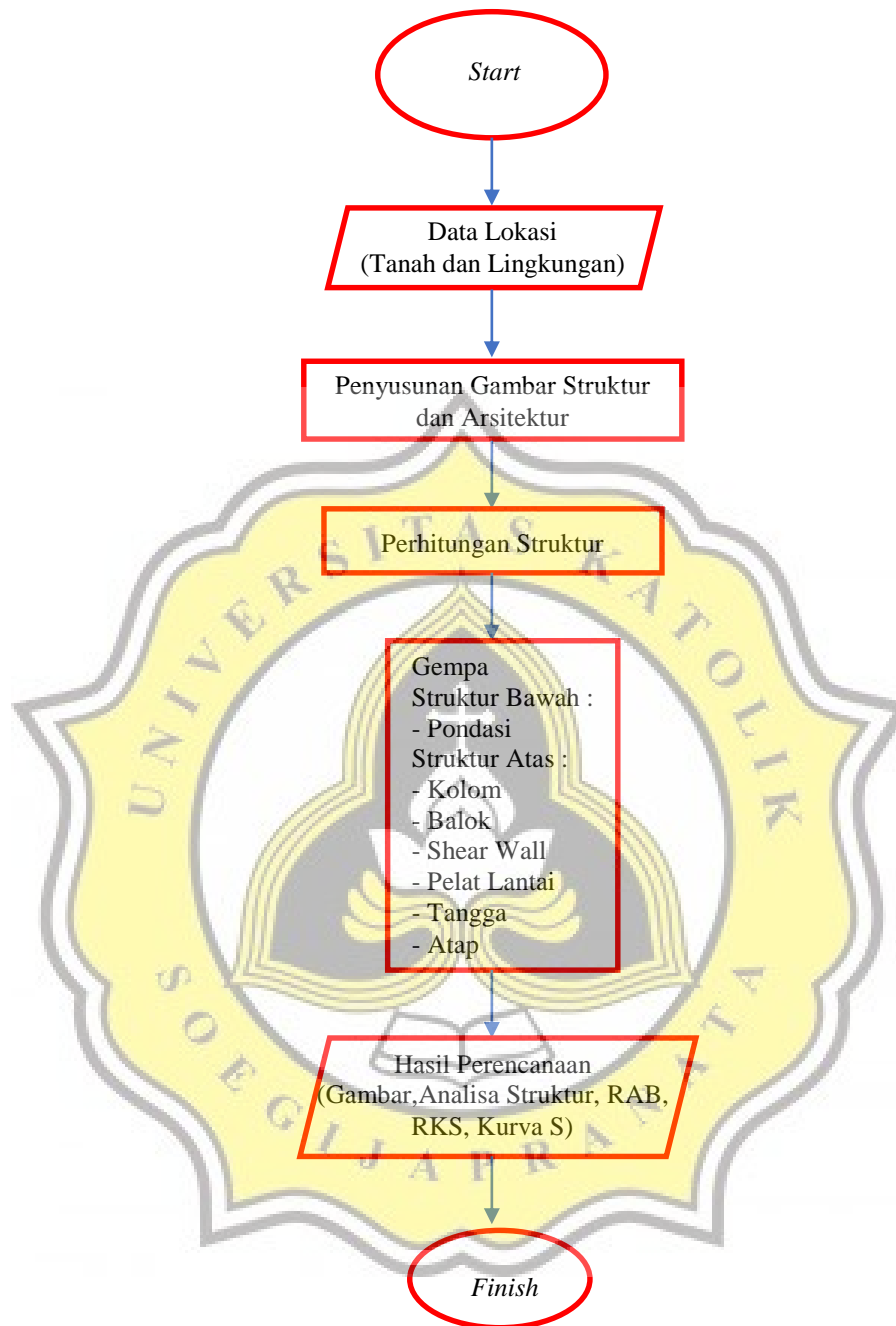 Start
Data Lokasi
(Tanah dan Lingkungan)
Penyusunan Gambar Struktur
dan Arsitektur
Perhitungan Struktur
Gempa
Struktur Bawah :
- Pondasi
Struktur Atas :
- Kolom
- Balok
- Shear Wall
- Pelat Lantai
- Tangga
- Atap
Hasil Perencanaan
(Gambar,Analisa Struktur, RAB,
RKS, Kurva S)
Finish
UNIVERSITAS KATOLIK
SOEGIJAPRANATA